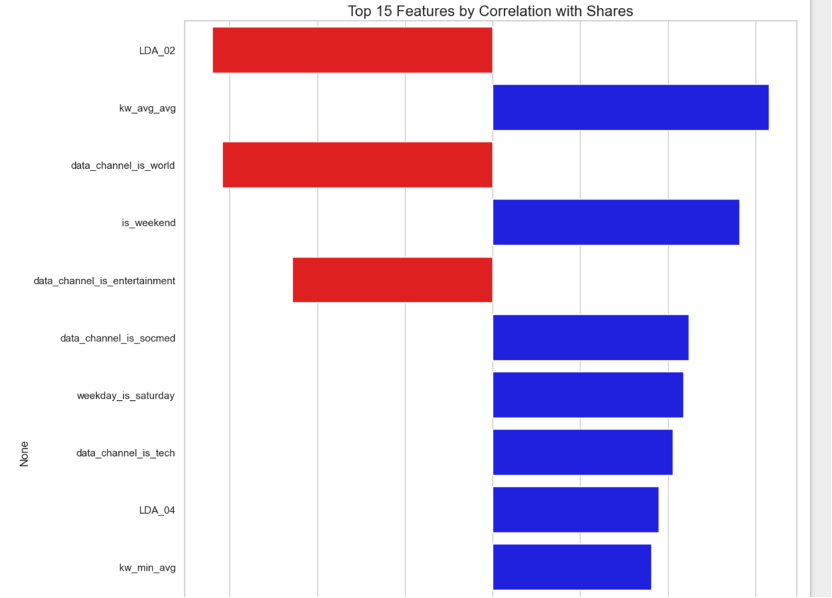 Top 15 Features by Correlation with Shares
LDA_02
kw_avg_avg
data_channel_is_world
is_weekend
data_channel_is_entertainment
data_channel_is_socmed
weekday_is_saturday
None
data_channel_is_tech
LDA_04
kw_min_avg